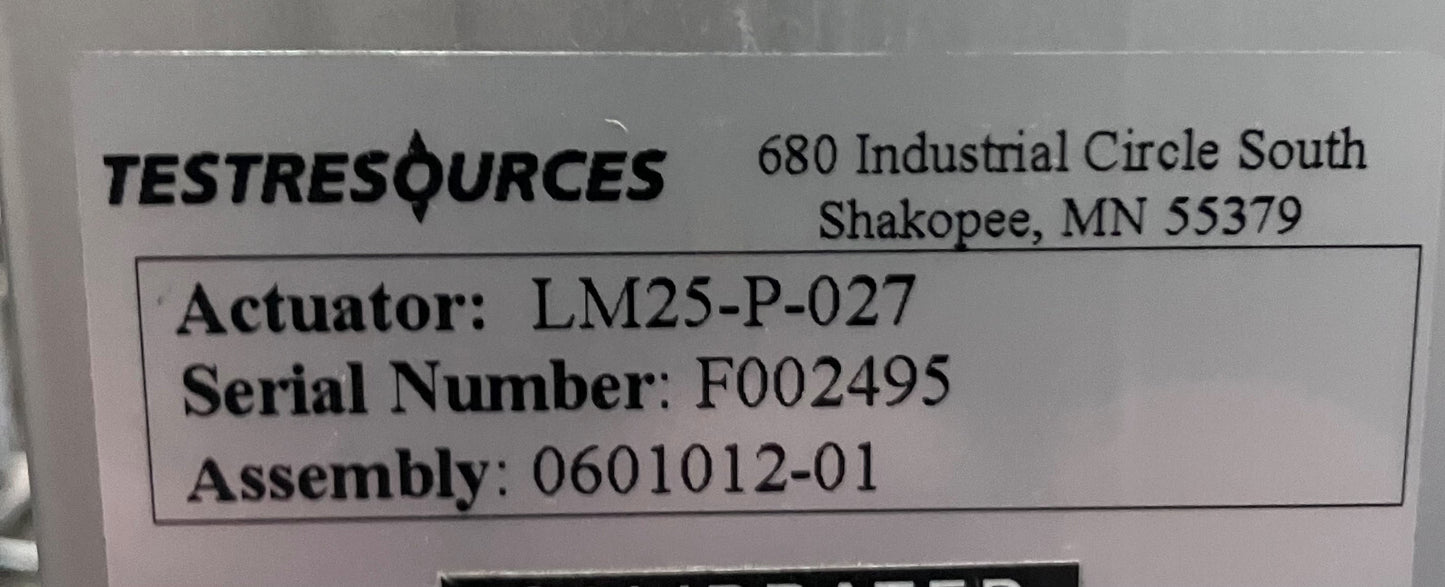 TESTRESOURCES
680 Industrial Circle South
Shakopee, MN 55379
Actuator: LM25-P-027
Serial Number: F002495
Assembly: 0601012-01